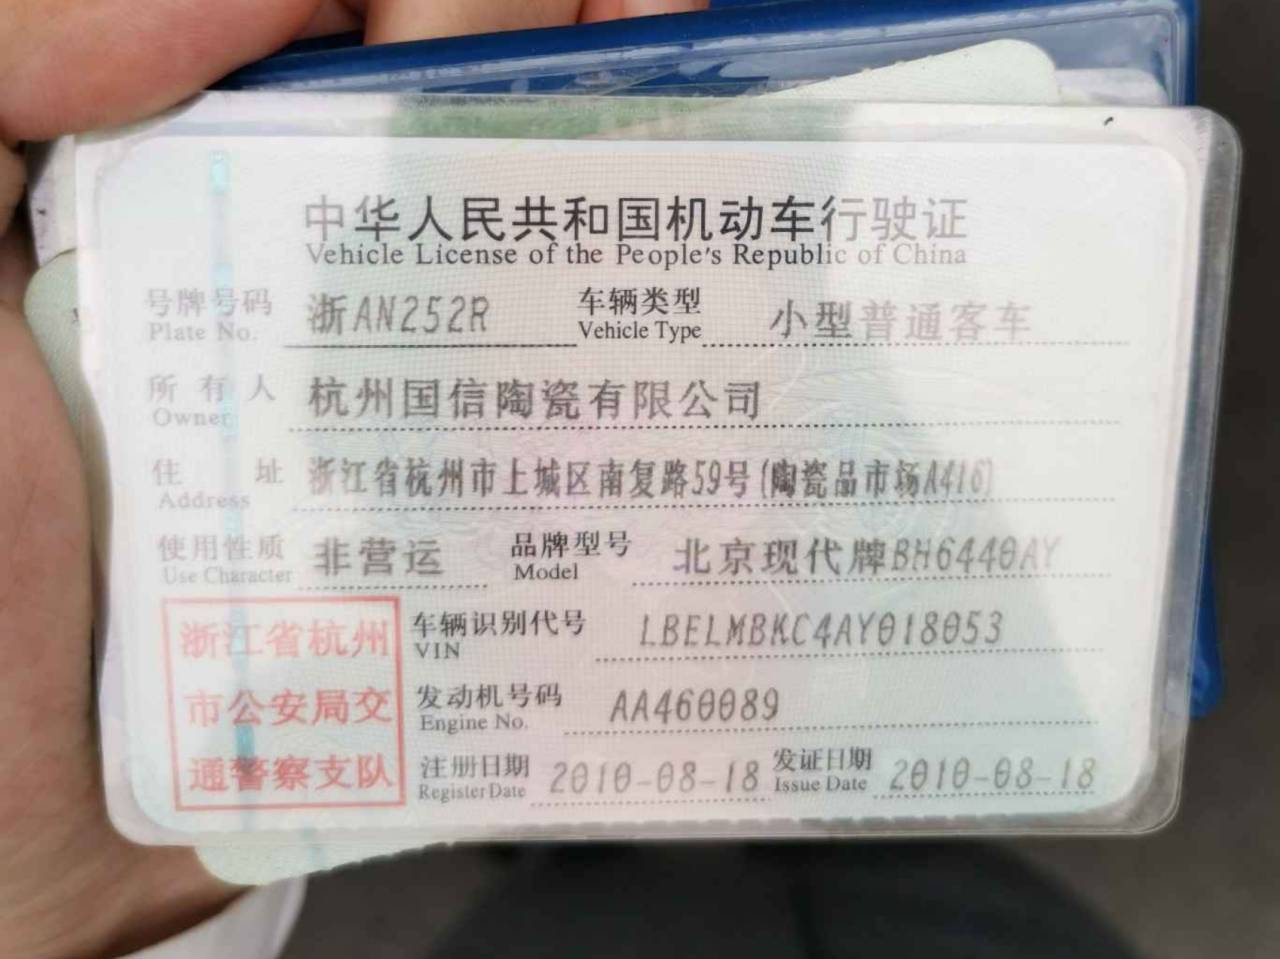 中华人民共和国机动车行驶证
Vehicle License of the People's Republic of China
号牌号码 浙AN252R 车辆类型 小型普通客车
Plate No. Vehicle Type
所有人 杭州国信陶瓷有限公司
Owner
住址 浙江省杭州市上城区南复路59号(陶瓷品市场A416)
Address
使用性质 非营运 品牌型号 北京现代牌BH6440AY
Use Character Model
浙江省杭州 车辆识别代号 LBELMBKC4AY018053
VIN
市公安局交 发动机号码 AA460089
Engine No.
通警察支队 注册日期 2010-08-18 发证日期 2010-08-18
Register Date Issue Date